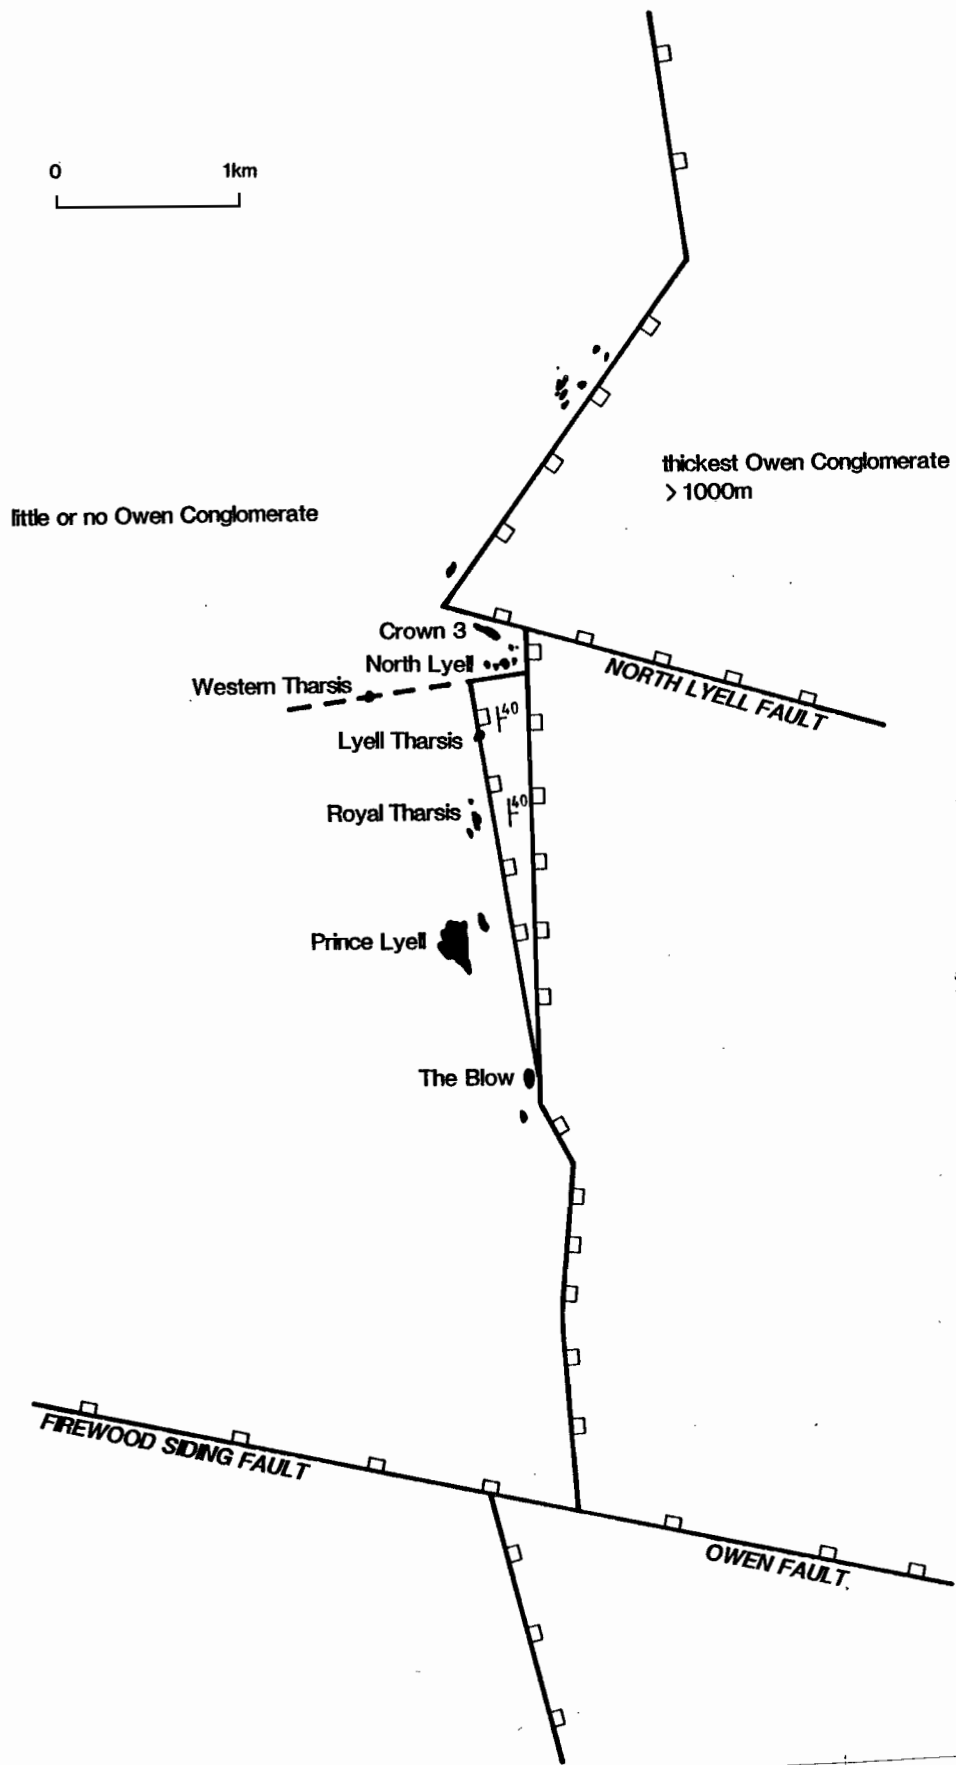 0 1km
thickest Owen Conglomerate
> 1000m
little or no Owen Conglomerate
Crown 3
North Lyell
Western Tharsis
NORTH LYELL FAULT
40
Lyell Tharsis
40
Royal Tharsis
Prince Lyell
The Blow
FIREWOOD SIDING FAULT
OWEN FAULT